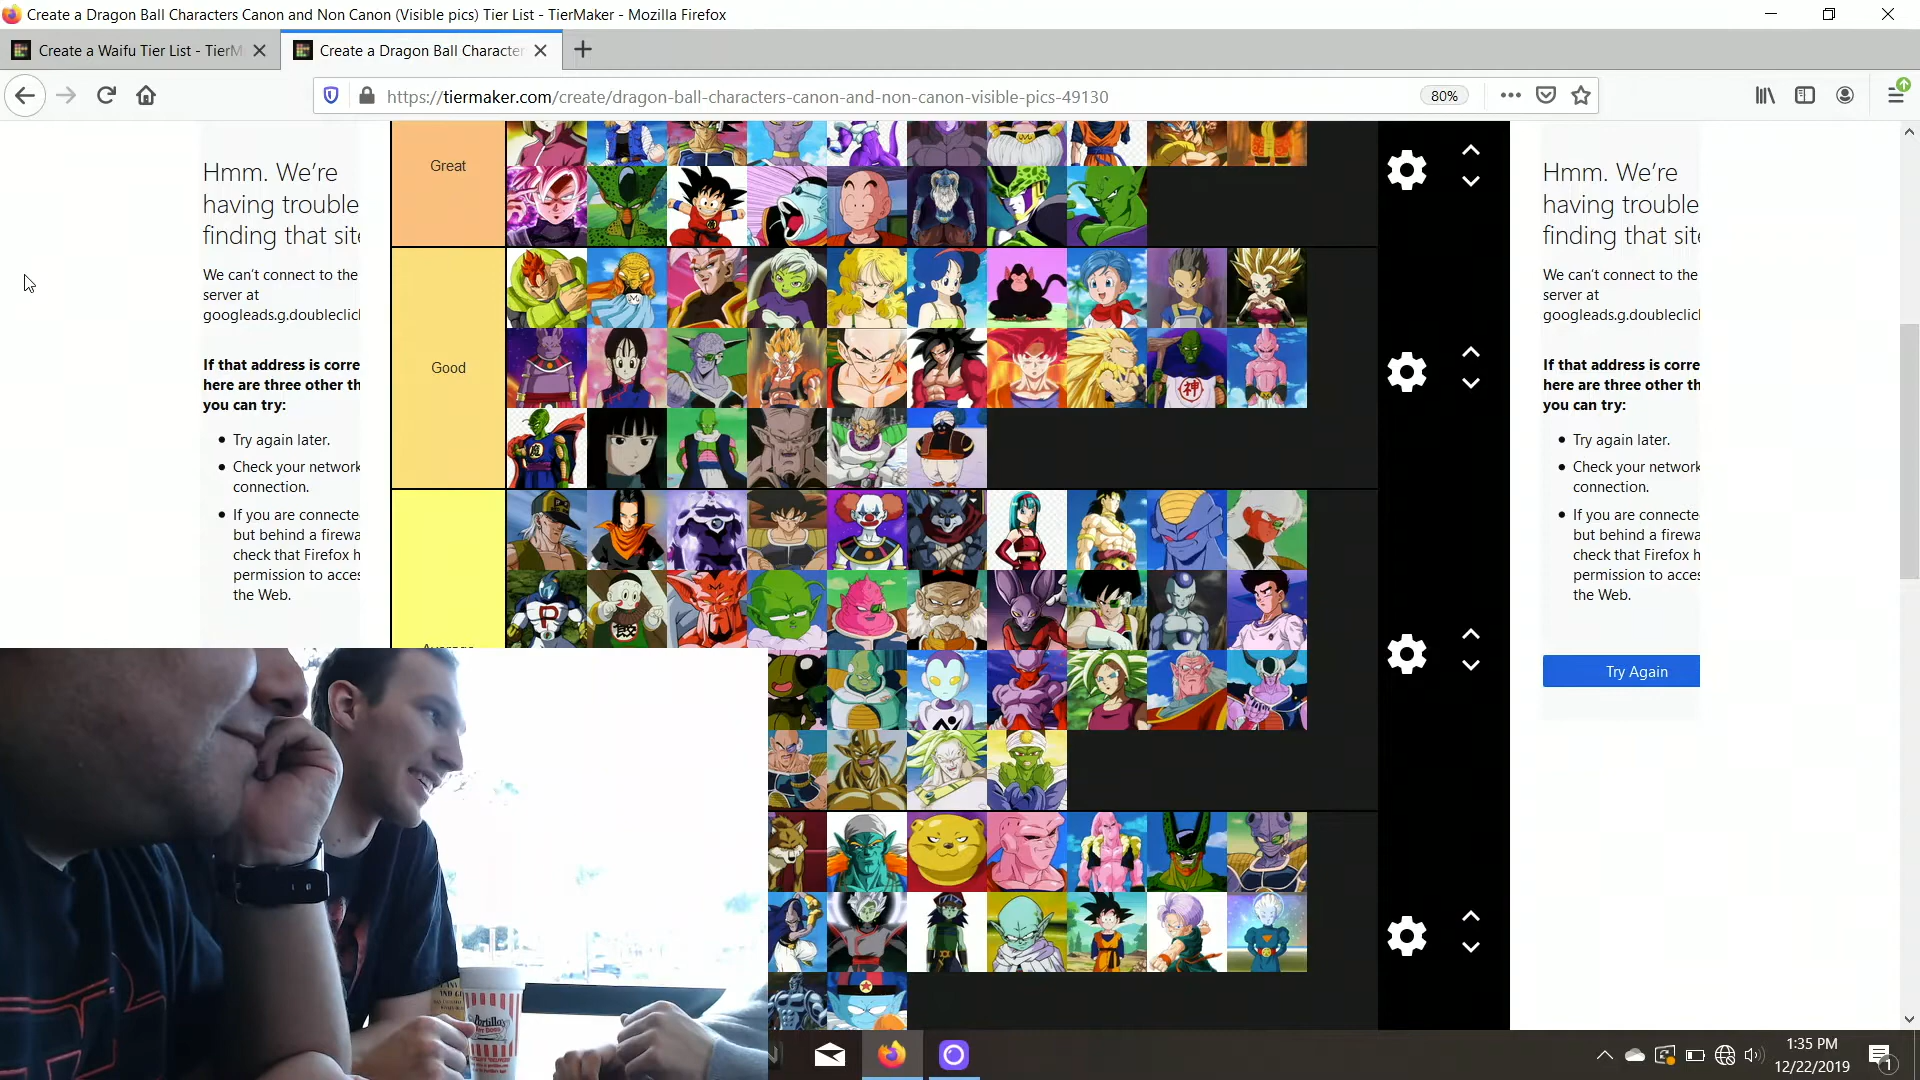 Create a Dragon Ball Characters Canon and Non Canon (Visible pics) Tier List - TierMaker - Mozilla Firefox
Create a Waifu Tier List - TierM
Create a Dragon Ball Character
https://tiermaker.com/create/dragon-ball-characters-canon-and-non-canon-visible-pics-49130
80%
Hmm. We're
having trouble
finding that site
We can't connect to the
server at
googleads.g.doubleclic
If that address is corre
here are three other th
you can try:
Try again later.
Check your network
connection.
If you are connecte
but behind a firewa
check that Firefox h
permission to acces
the Web.
Great
Good
Hmm. We're
having trouble
finding that site
We can't connect to the
server at
googleads.g.doubleclic
If that address is corre
here are three other th
you can try:
Try again later.
Check your network
connection.
If you are connecte
but behind a firewa
check that Firefox h
permission to acces
the Web.
Try Again
神
P
M
Portillo's
1:35 PM
12/22/2019
1